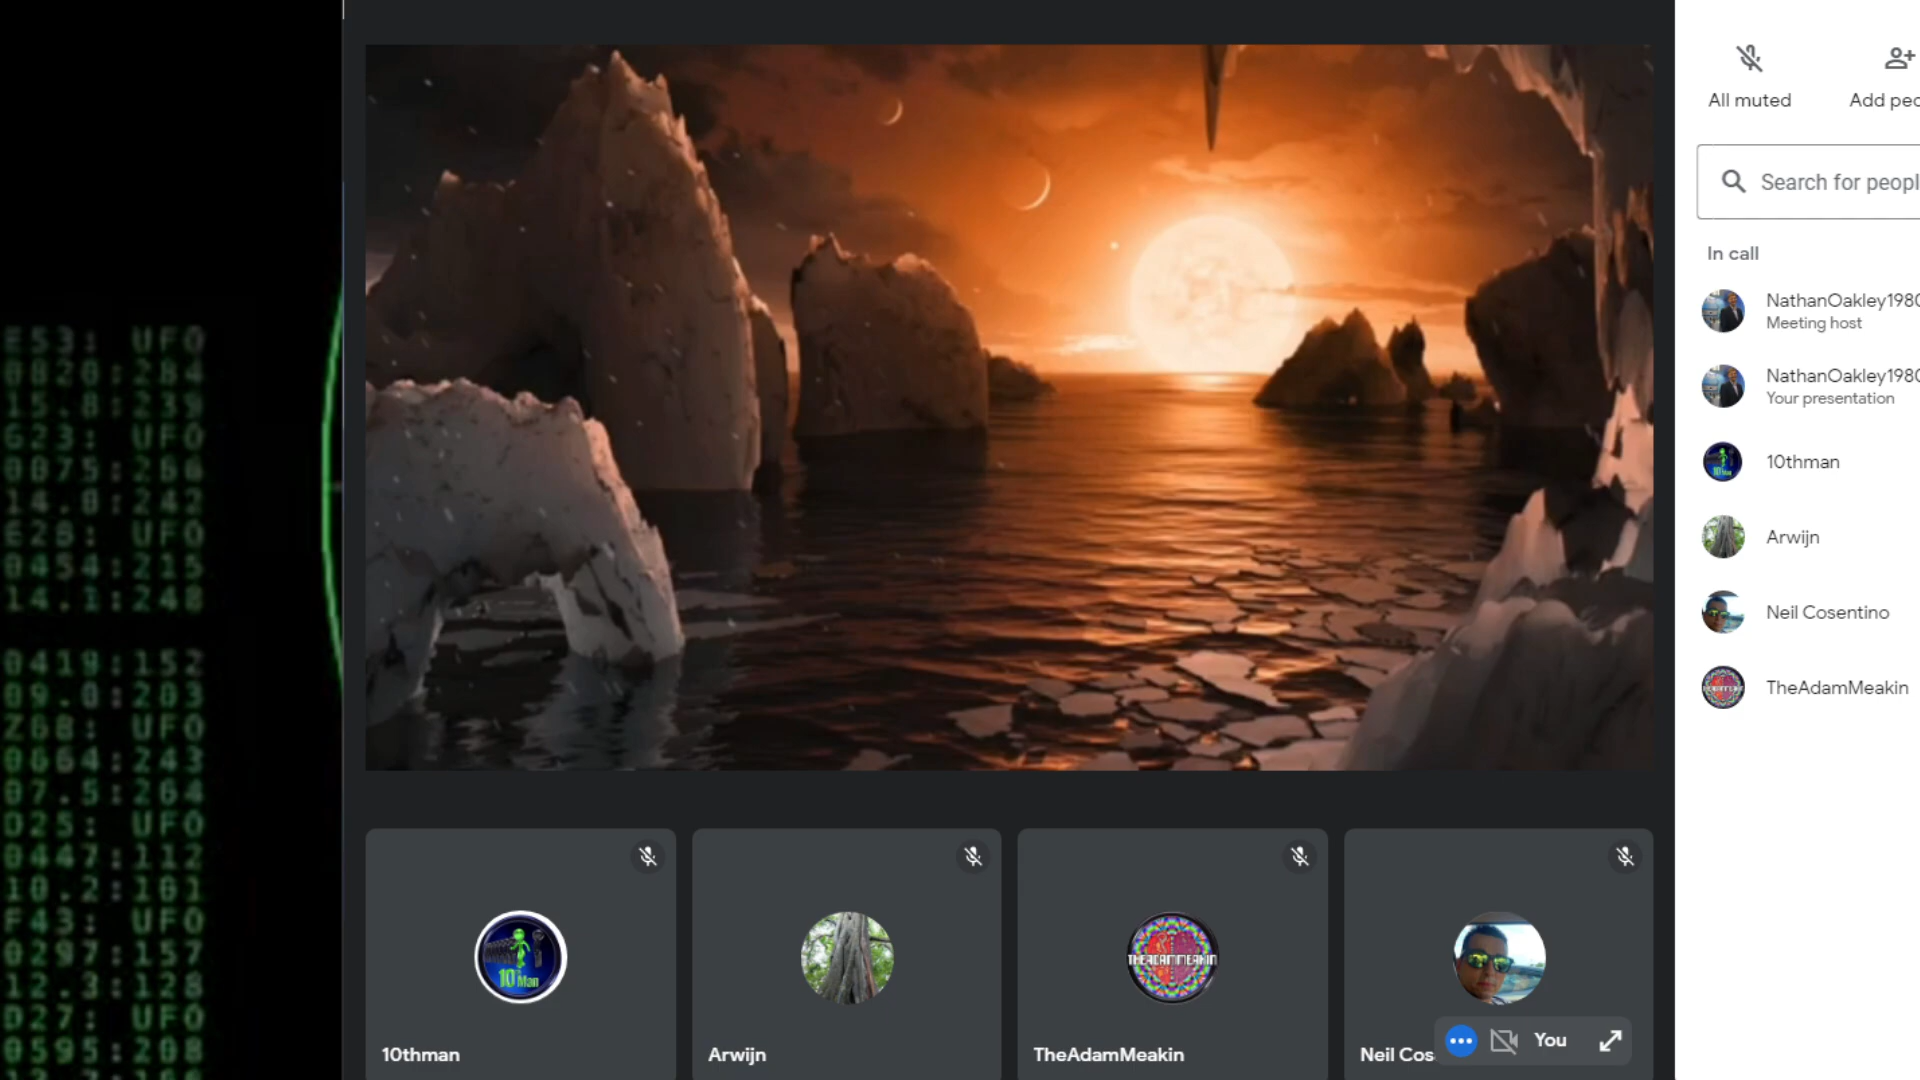 E53: UFO
0820:284
15.8:239
623: UFO
0875:266
14.0:242
E28: UFO
0454:215
14.1:248
0419:152
09.0:203
Z68: UFO
0664:243
07.5:264
D25: UFO
0447:112
10.2:161
F43: UFO
0297:157
12.3:128
D27: UFO
0595:208
All muted
Add peo
Search for peopl
In call
NathanOakley1980
Meeting host
NathanOakley1980
Your presentation
10thman
Arwijn
Neil Cosentino
TheAdamMeakin
10
Man
THEADAMMEAKIN
10thman
Arwijn
TheAdamMeakin
Neil Cos
You